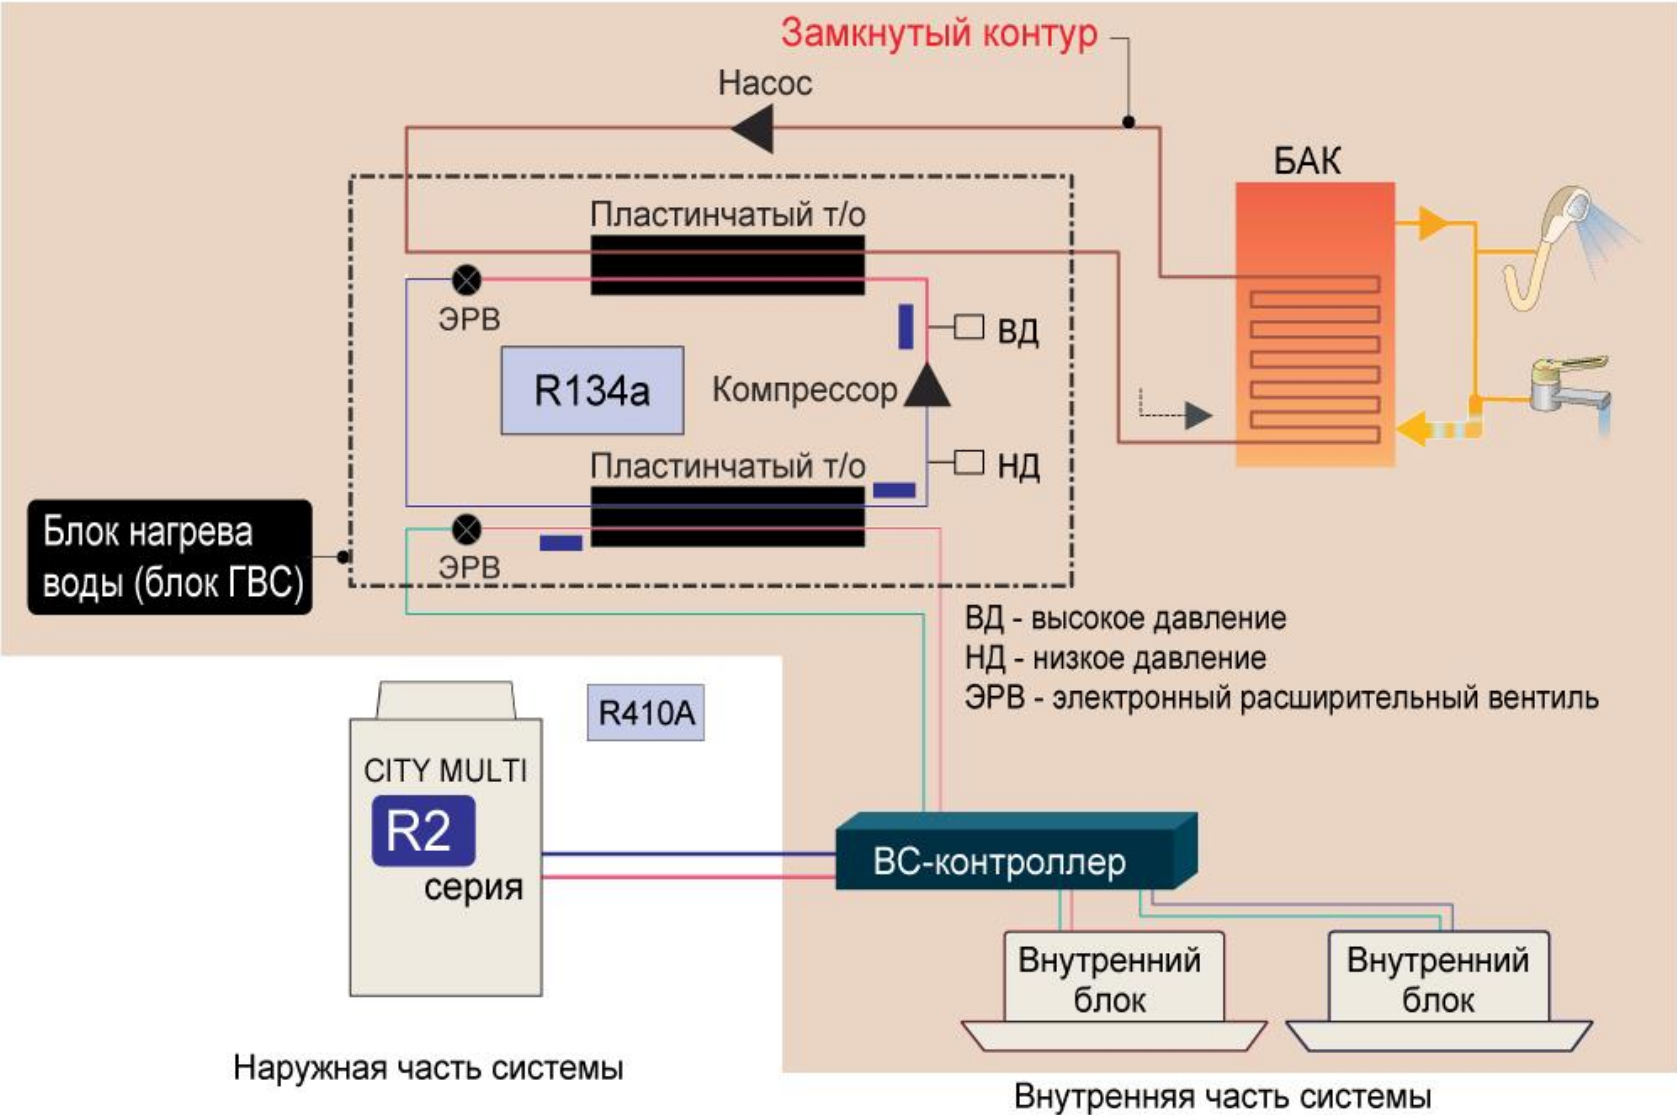 Замкнутый контур
Насос
БАК
Пластинчатый т/о
ЭРВ
ВД
R134a
Компрессор
Пластинчатый т/о
НД
Блок нагрева
воды (блок ГВС)
ЭРВ
ВД - высокое давление
НД - низкое давление
ЭРВ - электронный расширительный вентиль
R410A
CITY MULTI
R2
серия
BC-контроллер
Внутренний
блок
Внутренний
блок
Наружная часть системы
Внутренняя часть системы